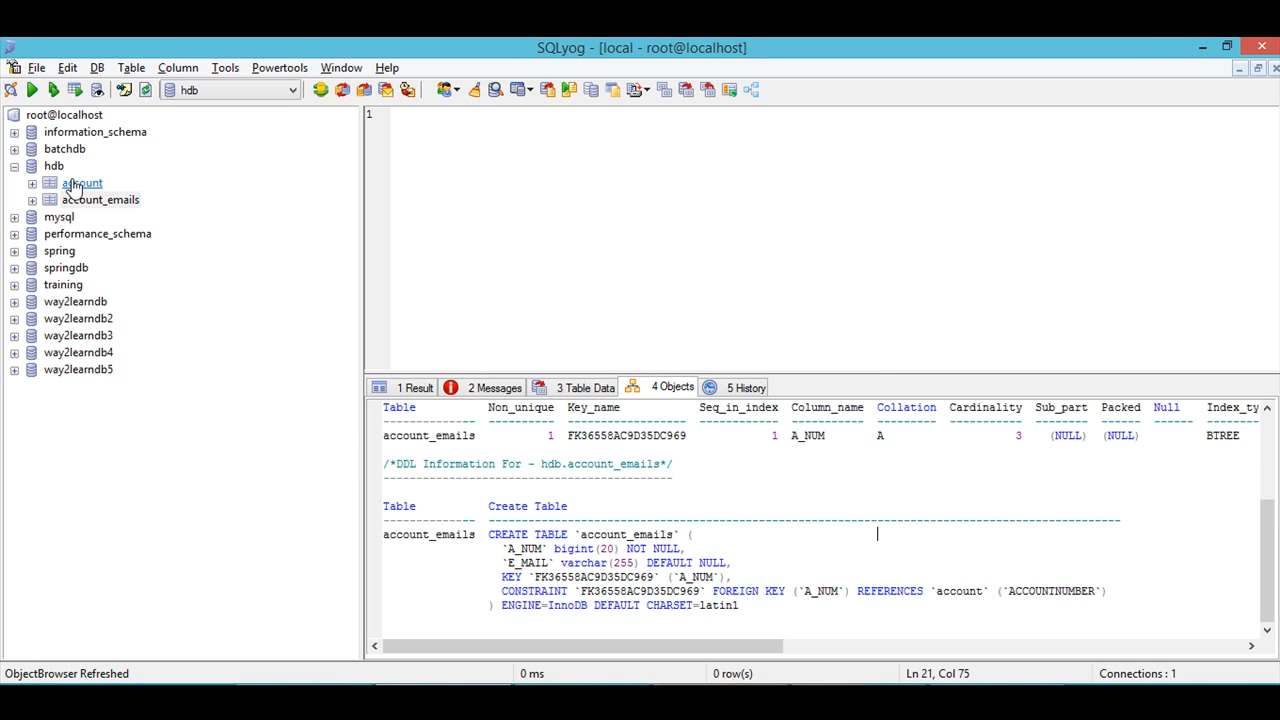 SQLyog - [local - root@localhost]
File Edit DB Table Column Tools Powertools Window Help
hdb
root@localhost
information_schema
batchdb
hdb
account
account_emails
mysql
performance_schema
spring
springdb
training
way2learndb
way2learndb2
way2learndb3
way2learndb4
way2learndb5
1
1 Result 2 Messages 3 Table Data 4 Objects 5 History
Table Non_unique Key_name Seq_in_index Column_name Collation Cardinality Sub_part Packed Null Index_ty
------------- ---------- ---------------- ------------ ----------- --------- ----------- -------- ------ ------ --------
account_emails 1 FK36558AC9D35DC969 1 A_NUM A 3 (NULL) (NULL) BTREE
/*DDL Information For - hdb.account_emails*/
--------------------------------------------
Table Create Table
-------------- ------------------------------------------------------------------------------------------------
account_emails CREATE TABLE `account_emails` (
`A_NUM` bigint(20) NOT NULL,
`E_MAIL` varchar(255) DEFAULT NULL,
KEY `FK36558AC9D35DC969` (`A_NUM`),
CONSTRAINT `FK36558AC9D35DC969` FOREIGN KEY (`A_NUM`) REFERENCES `account` (`ACCOUNTNUMBER`)
) ENGINE=InnoDB DEFAULT CHARSET=latin1
ObjectBrowser Refreshed 0 ms 0 row(s) Ln 21, Col 75 Connections : 1